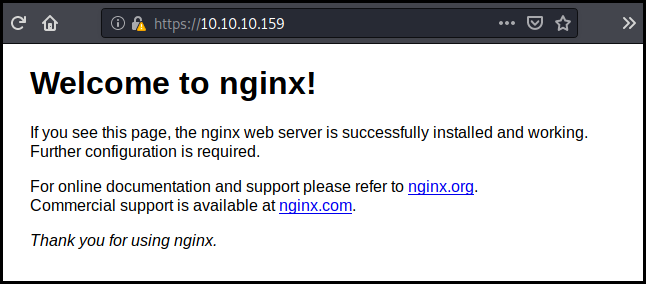 https://10.10.10.159
Welcome to nginx!
If you see this page, the nginx web server is successfully installed and working.
Further configuration is required.
For online documentation and support please refer to nginx.org.
Commercial support is available at nginx.com.
Thank you for using nginx.